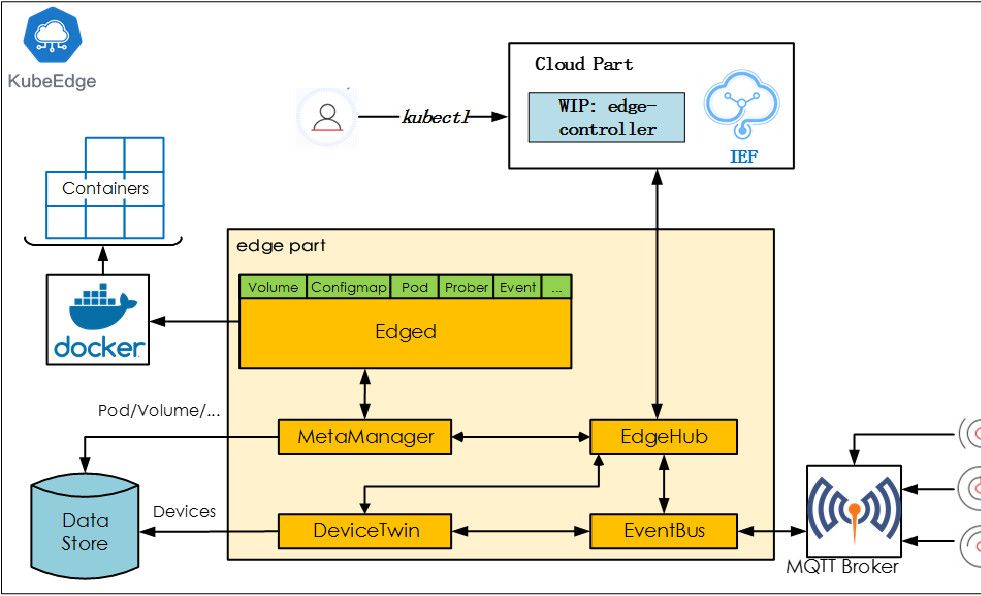 KubeEdge
Cloud Part
WIP: edge-
controller
IEF
kubectl
Containers
edge part
Volume
Configmap
Pod
Prober
Event
...
Edged
docker
Pod/Volume/...
MetaManager
EdgeHub
Data
Store
Devices
DeviceTwin
EventBus
MQTT Broker